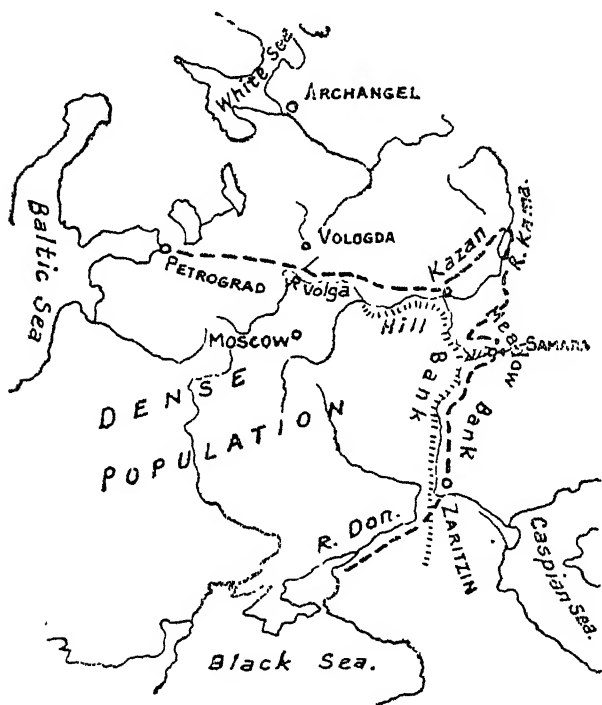 White Sea
ARCHANGEL
Baltic Sea
VOLOGDA
PETROGRAD
R. Volga
Kazan
R. Kama.
Hill
Bank
Meadow
Bank
SAMARA
MOSCOW
DENSE
POPULATION
R. Don.
ZARITZIN
Caspian Sea.
Black Sea.